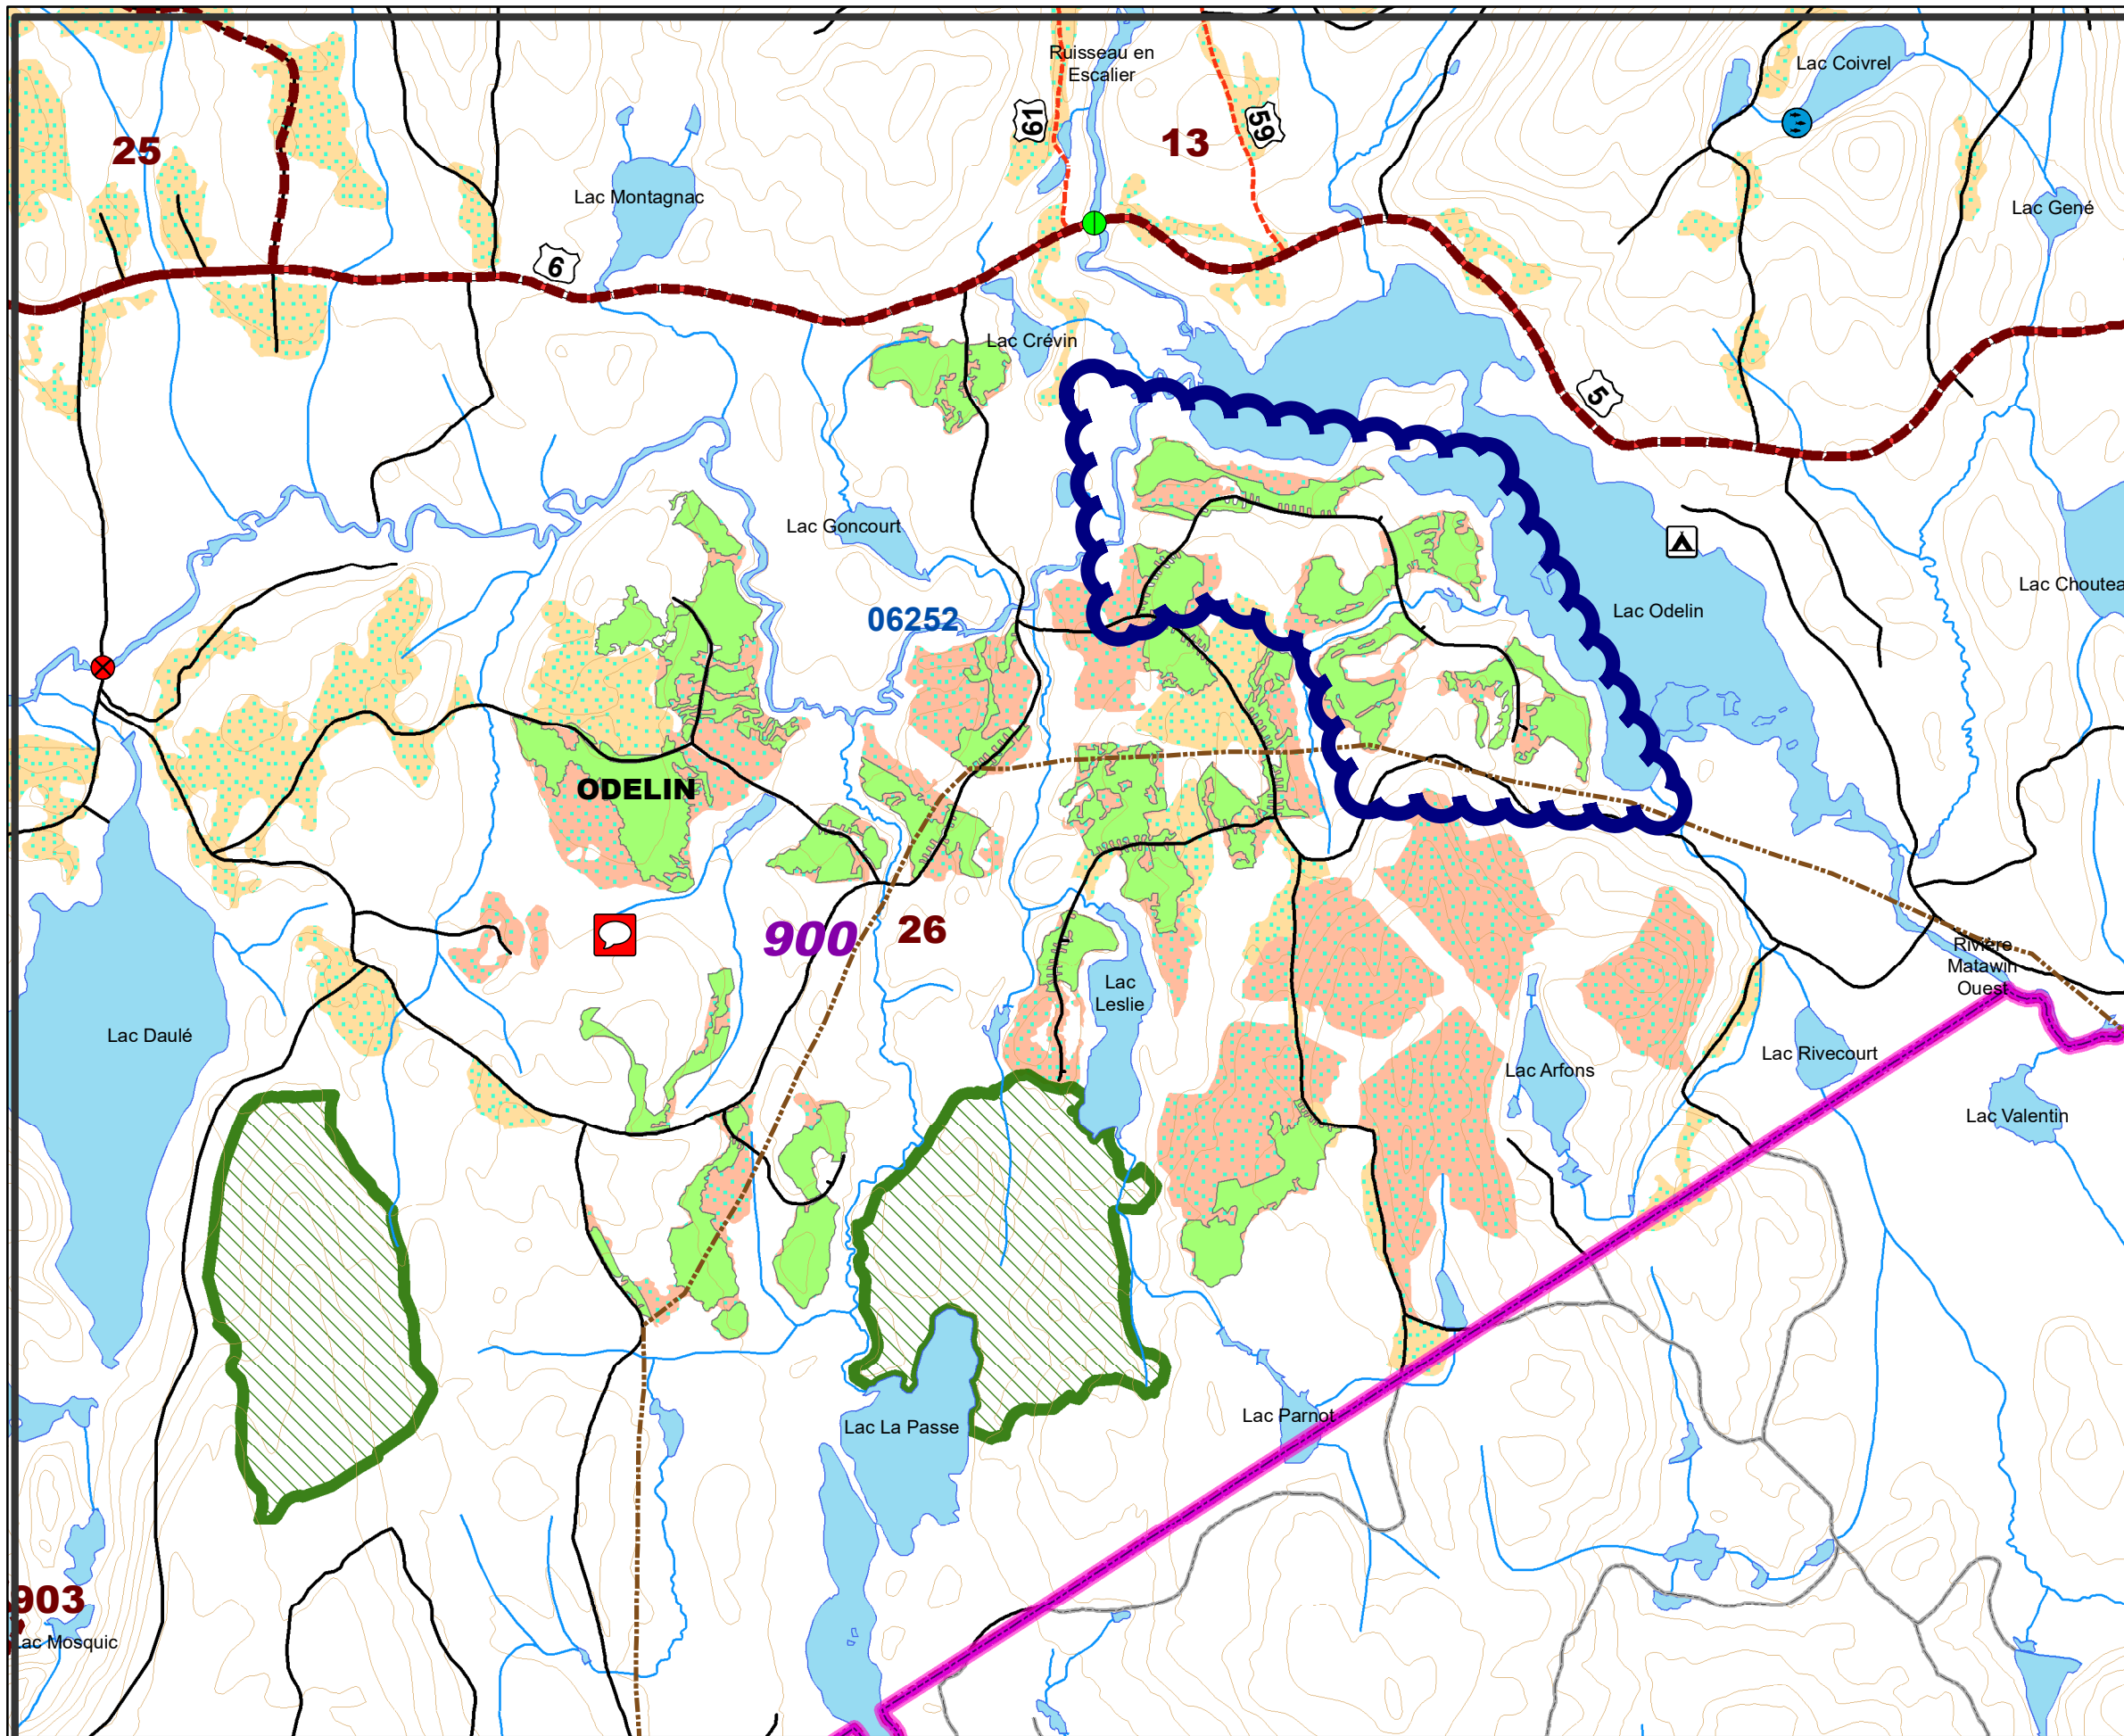 Ruisseau en
Escalier
Lac Coivrel
61
59
13
25
Lac Montagnac
Lac Gené
6
Lac Crévin
5
Lac Goncourt
Lac Choutea
Lac Odelin
06252
ODELIN
900
26
Rivière
Matawin
Ouest
Lac
Leslie
Lac Daulé
Lac Rivecourt
Lac Arfons
Lac Valentin
Lac Parnot
Lac La Passe
903
Lac Mosquic